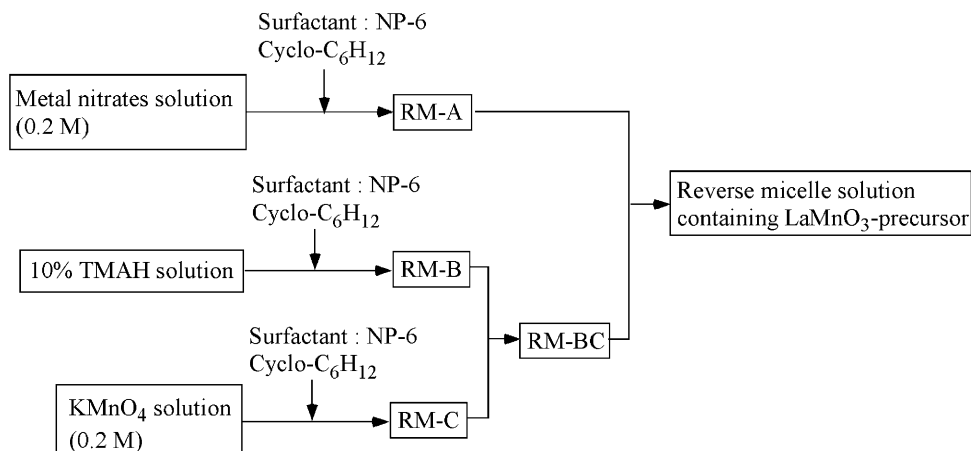 Surfactant : NP-6
Cyclo-C6H12
Metal nitrates solution
(0.2 M)
RM-A
Surfactant : NP-6
Cyclo-C6H12
10% TMAH solution
RM-B
Surfactant : NP-6
Cyclo-C6H12
KMnO4 solution
(0.2 M)
RM-C
RM-BC
Reverse micelle solution
containing LaMnO3-precursor